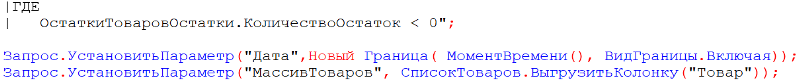 |ГДЕ
|   ОстаткиТоваровОстатки.КоличествоОстаток < 0";

Запрос.УстановитьПараметр("Дата",Новый Граница( МоментВремени(), ВидГраницы.Включая));
Запрос.УстановитьПараметр("МассивТоваров", СписокТоваров.ВыгрузитьКолонку("Товар"));